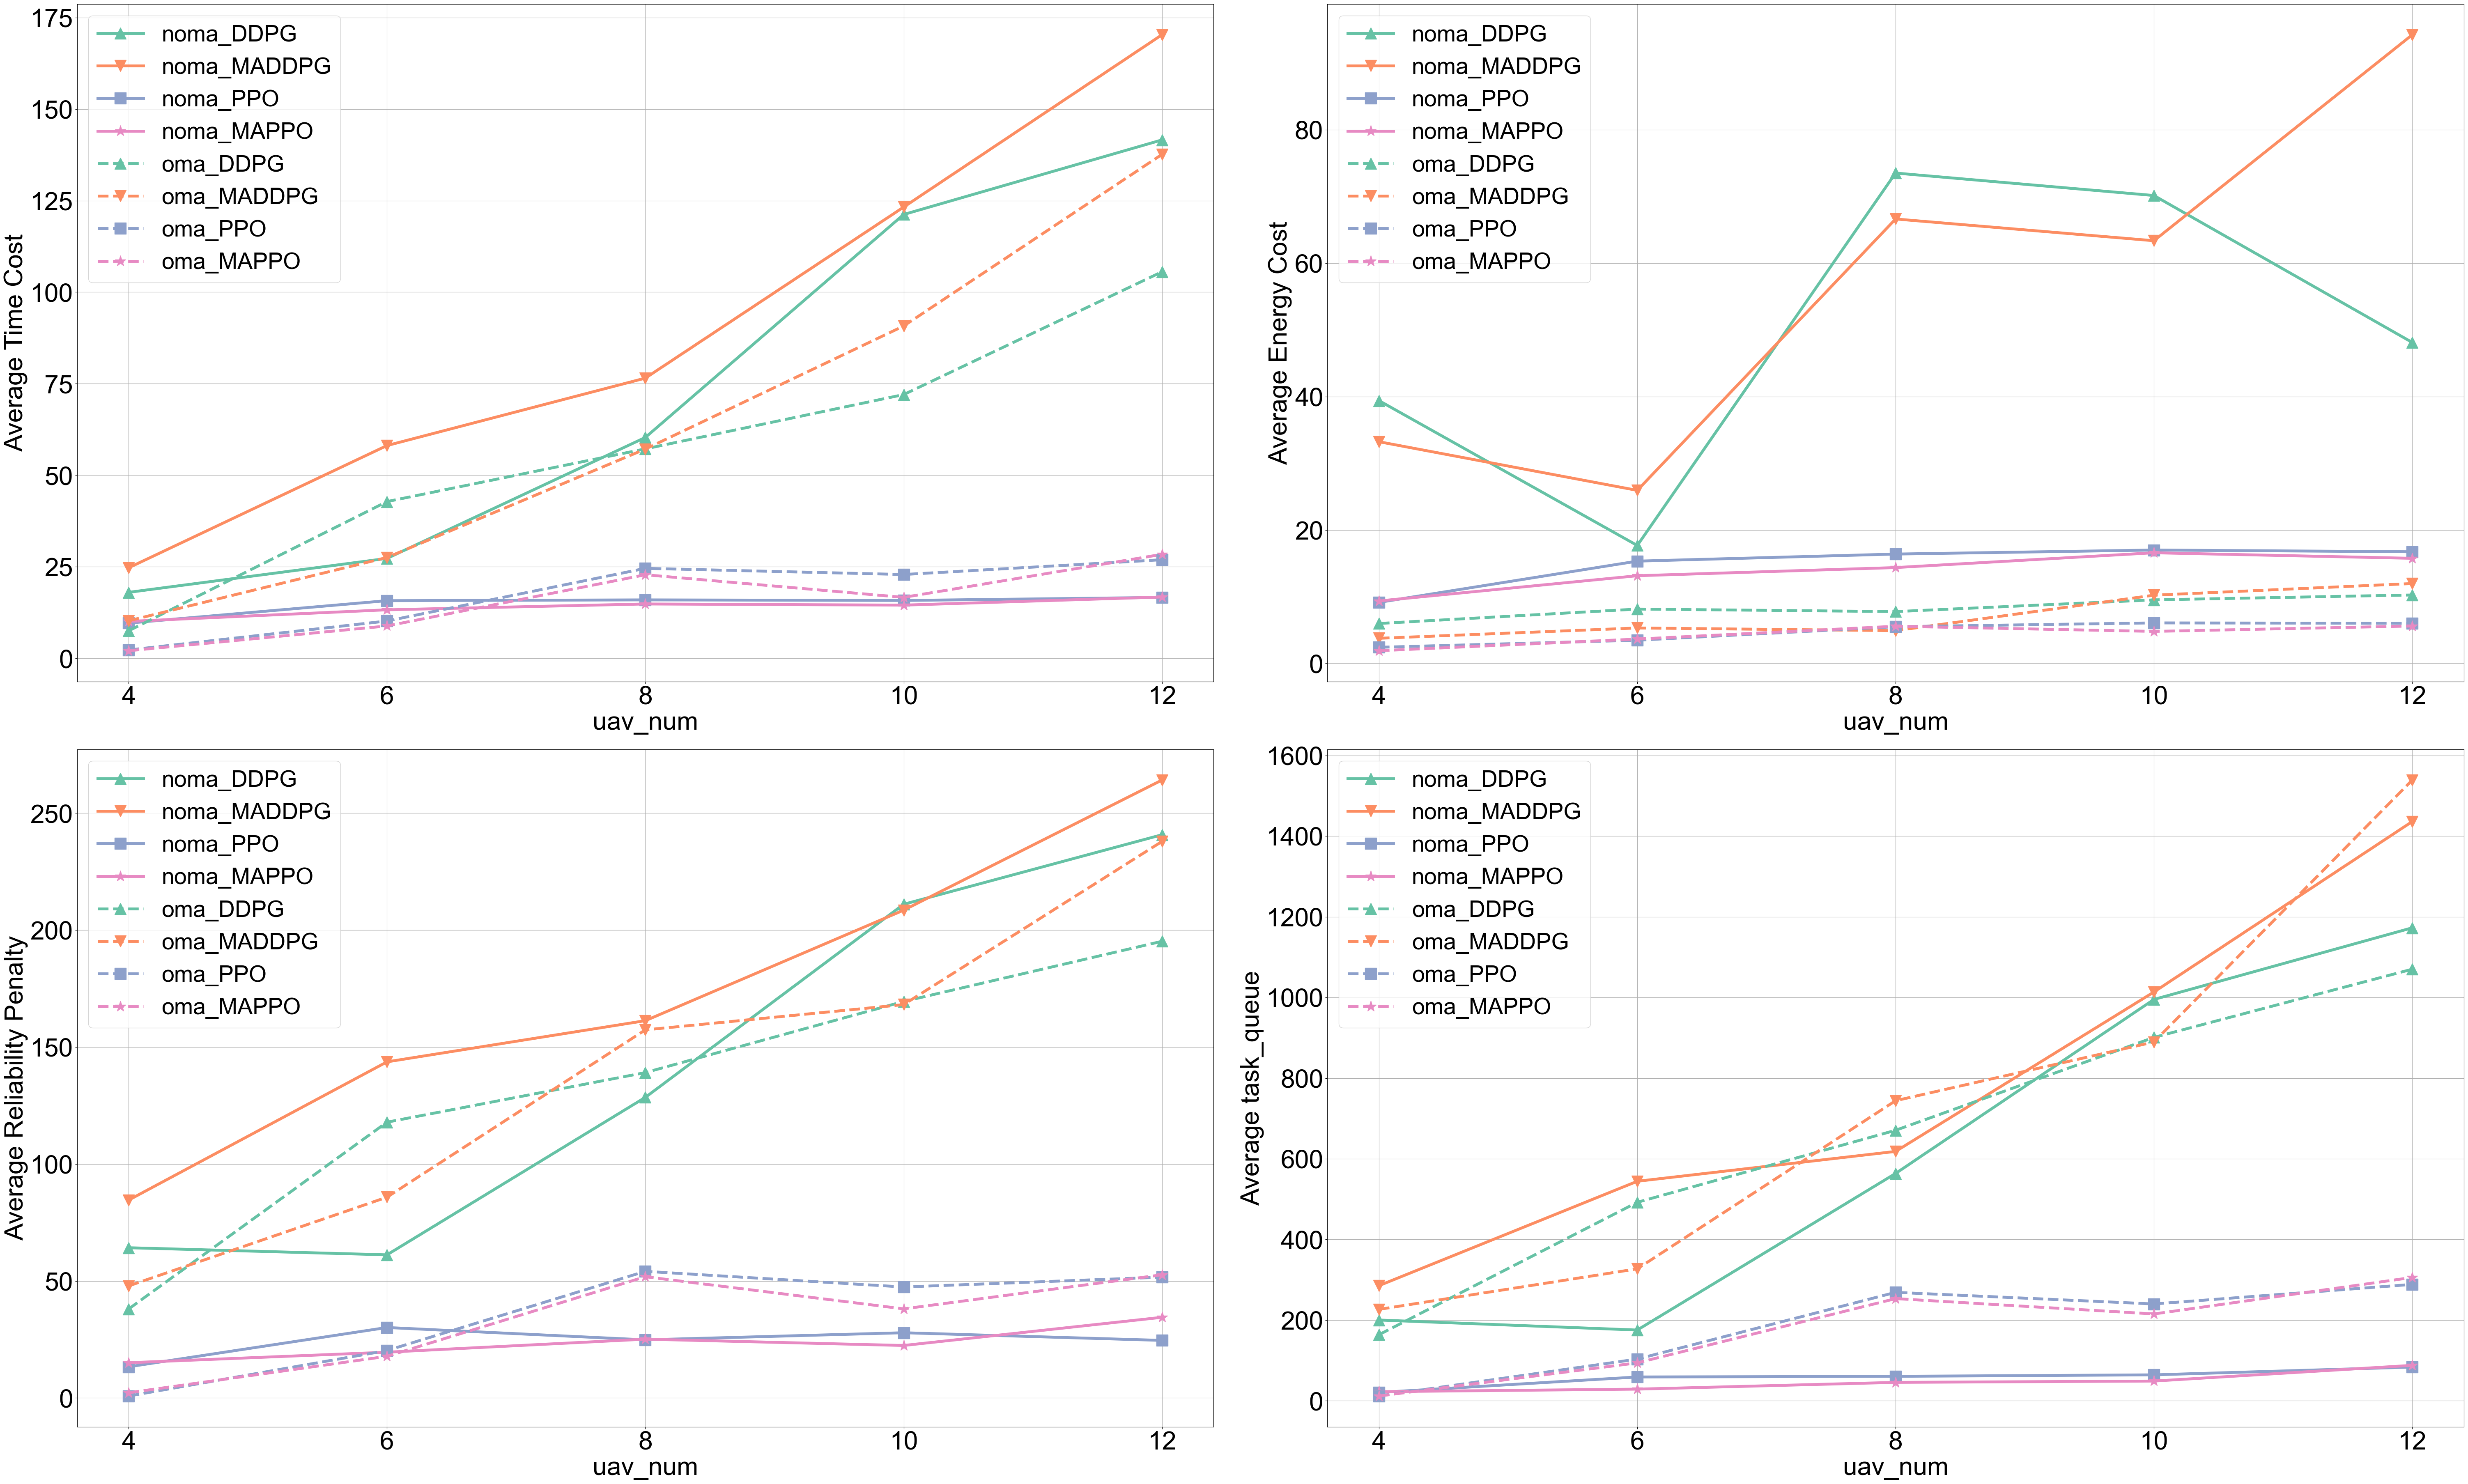 175
150
125
100
75
50
25
0
Average Time Cost
noma_DDPG
noma_MADDPG
noma_PPO
noma_MAPPO
oma_DDPG
oma_MADDPG
oma_PPO
oma_MAPPO
4 6 8 10 12
uav_num
80
60
40
20
0
Average Energy Cost
noma_DDPG
noma_MADDPG
noma_PPO
noma_MAPPO
oma_DDPG
oma_MADDPG
oma_PPO
oma_MAPPO
4 6 8 10 12
uav_num
250
200
150
100
50
0
Average Reliability Penalty
noma_DDPG
noma_MADDPG
noma_PPO
noma_MAPPO
oma_DDPG
oma_MADDPG
oma_PPO
oma_MAPPO
4 6 8 10 12
uav_num
1600
1400
1200
1000
800
600
400
200
0
Average task_queue
noma_DDPG
noma_MADDPG
noma_PPO
noma_MAPPO
oma_DDPG
oma_MADDPG
oma_PPO
oma_MAPPO
4 6 8 10 12
uav_num